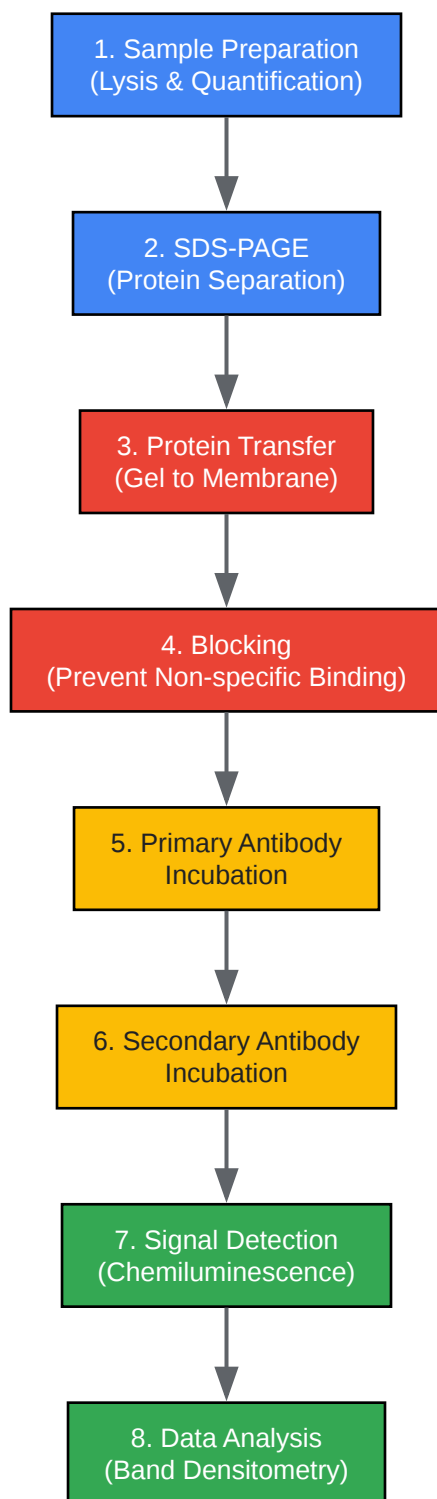 1. Sample Preparation
(Lysis & Quantification)
2. SDS-PAGE
(Protein Separation)
3. Protein Transfer
(Gel to Membrane)
4. Blocking
(Prevent Non-specific Binding)
5. Primary Antibody
Incubation
6. Secondary Antibody
Incubation
7. Signal Detection
(Chemiluminescence)
8. Data Analysis
(Band Densitometry)